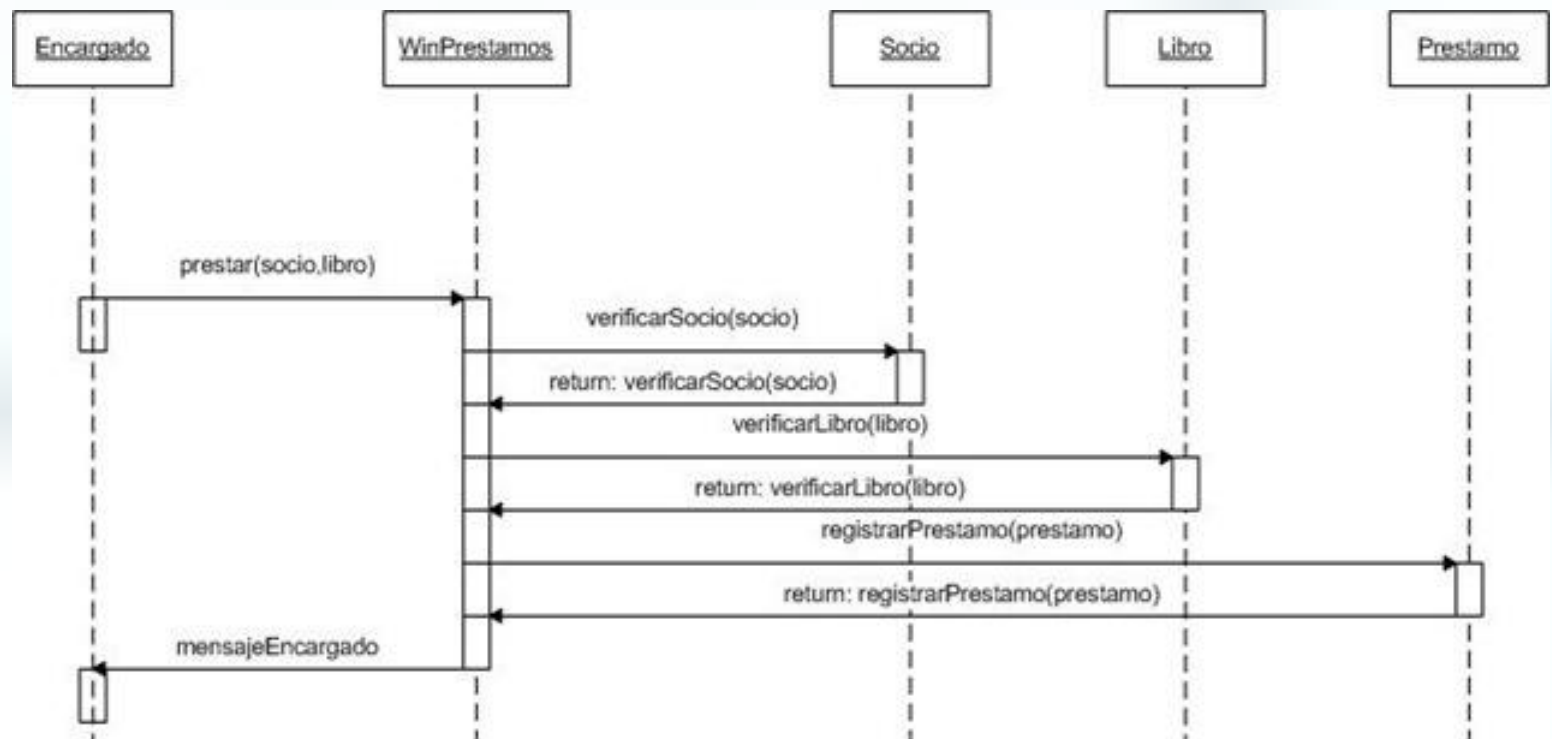 Encargado
WinPrestamos
Socio
Libro
Prestamo
prestar(socio,libro)
verificarSocio(socio)
return: verificarSocio(socio)
verificarLibro(libro)
return: verificarLibro(libro)
registrarPrestamo(prestamo)
return: registrarPrestamo(prestamo)
mensajeEncargado